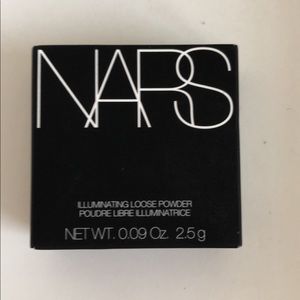 NARS
ILLUMINATING LOOSE POWDER
POUDRE LIBRE ILLUMINATRICE
NET WT. 0.09 Oz. 2.5 g